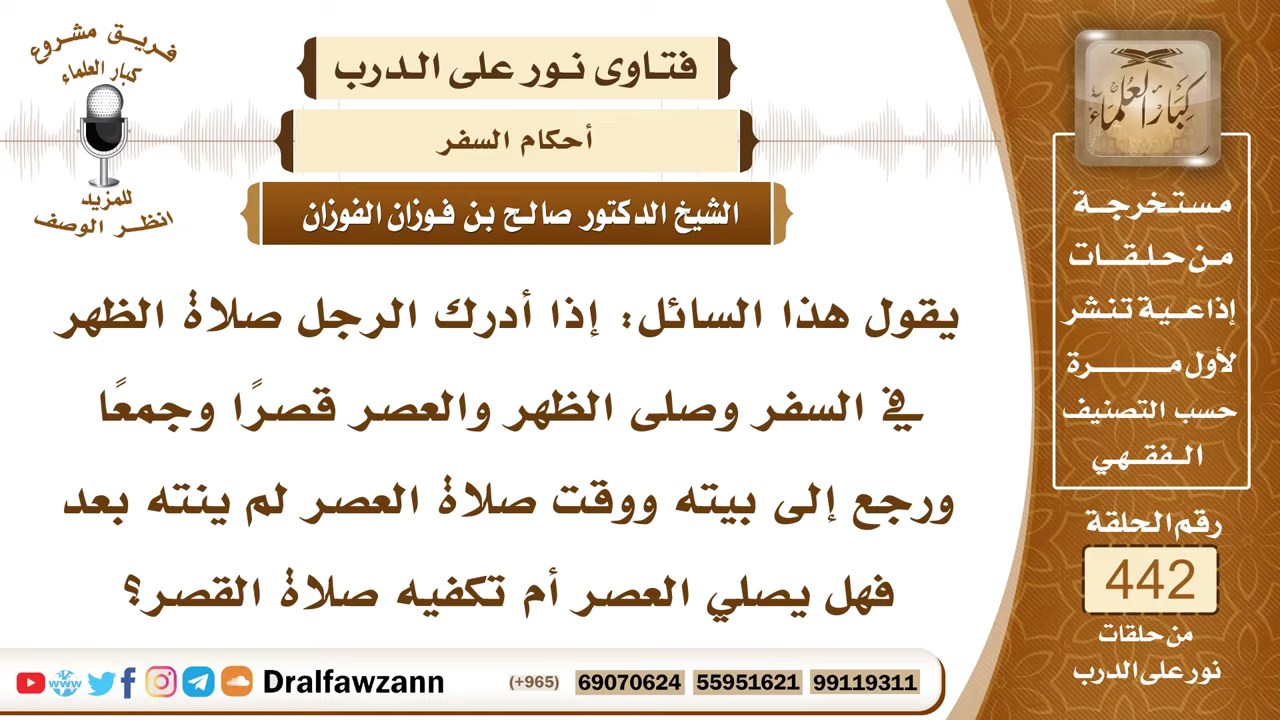 فريق مشروع
كبار العلماء
للمزيد
انظر الوصف
فتاوى نور على الدرب
أحكام السفر
الشيخ الدكتور صالح بن فوزان الفوزان
يقول هذا السائل: إذا أدرك الرجل صلاة الظهر
في السفر وصلى الظهر والعصر قصرًا وجمعًا
ورجع إلى بيته ووقت صلاة العصر لم ينته بعد
فهل يصلي العصر أم تكفيه صلاة القصر؟
كبار العلماء
مستخرجة
من حلقات
إذاعية تنشر
لأول مرة
حسب التصنيف
الفقهي
رقم الحلقة
442
من حلقات
نور على الدرب
www Dralfawzann (+965) 69070624 55951621 99119311